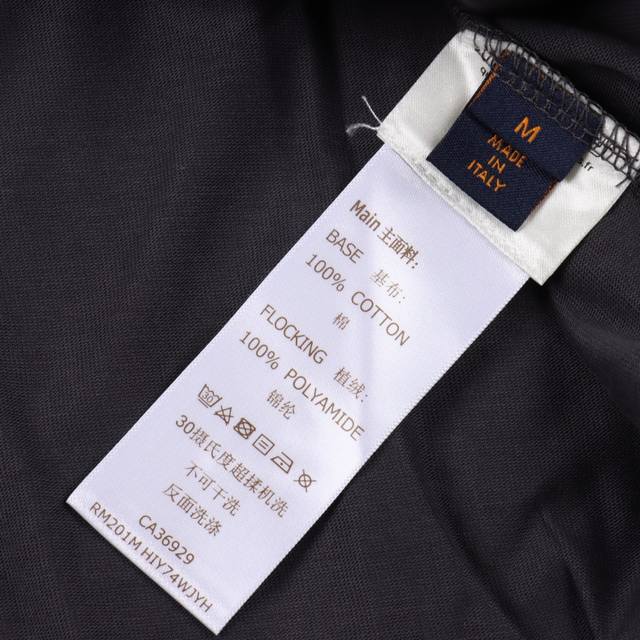 M
MADE
IN
ITALY
Main 主面料:
BASE 基布:
100% COTTON
棉
FLOCKING 植绒:
100% POLYAMIDE
锦纶
30摄氏度超揉机洗
不可干洗
反面洗涤
CA36929
RM201M HIY74WJYH